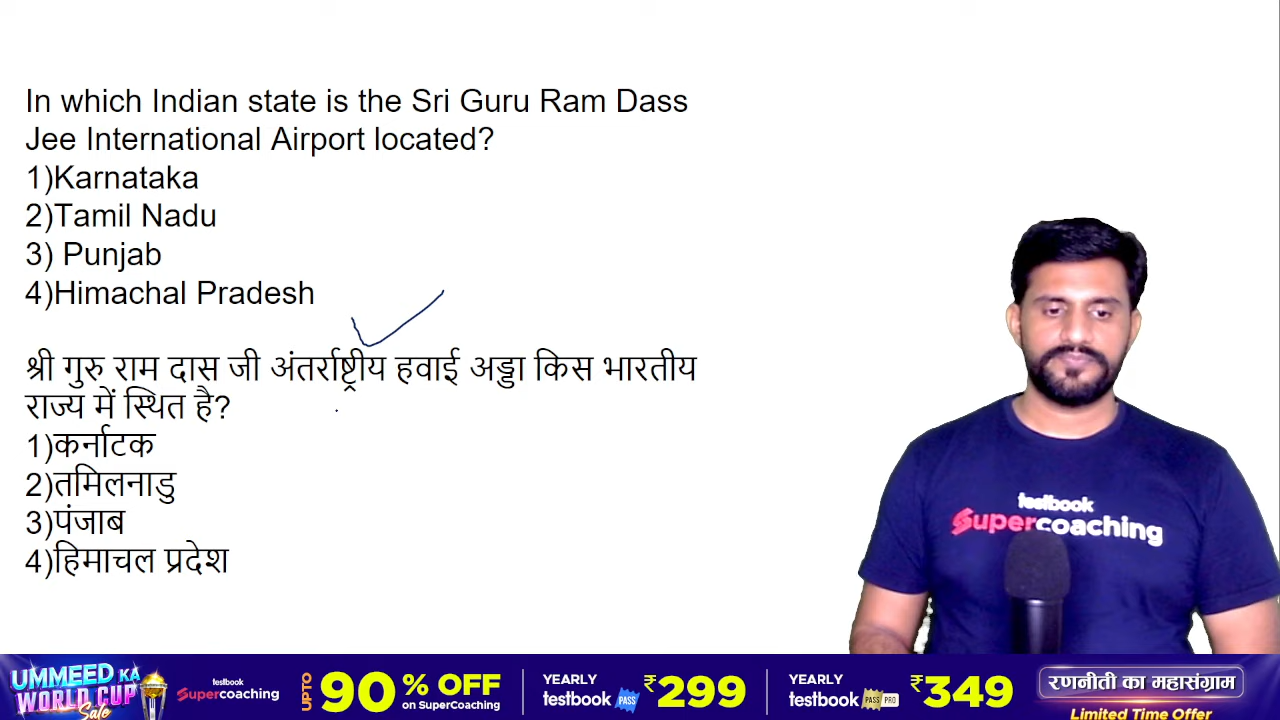 In which Indian state is the Sri Guru Ram Dass
Jee International Airport located?
1)Karnataka
2)Tamil Nadu
3) Punjab
4)Himachal Pradesh
श्री गुरु राम दास जी अंतर्राष्ट्रीय हवाई अड्डा किस भारतीय
राज्य में स्थित है?
1)कर्नाटक
2)तमिलनाडु
3)पंजाब
4)हिमाचल प्रदेश
testbook
Supercoaching
UMMEED KA
WORLD CUP
Sale
testbook
Supercoaching
UPTO
90% OFF
on SuperCoaching
YEARLY
testbook PASS
₹299
YEARLY
testbook PASS PRO
₹349
रणनीती का महासंग्राम
Limited Time Offer